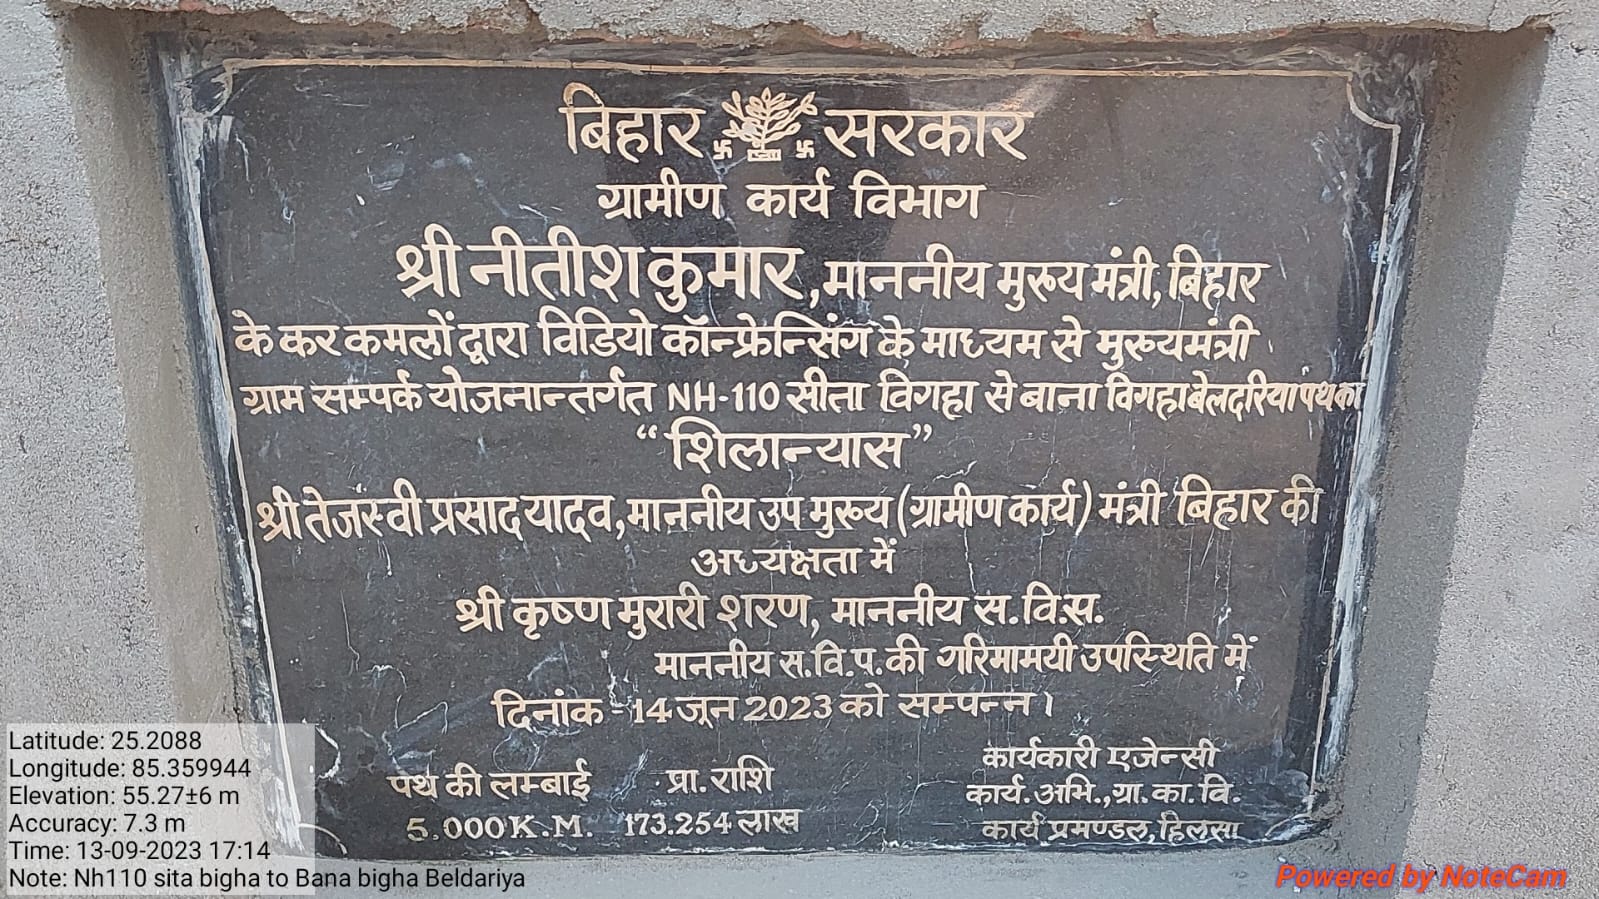 बिहार सरकार
ग्रामीण कार्य विभाग
श्री नीतीश कुमार, माननीय मुख्य मंत्री, बिहार
के कर कमलों द्वारा विडियो कॉन्फ्रेन्सिंग के माध्यम से मुख्यमंत्री
ग्राम सम्पर्क योजनान्तर्गत NH-110 सीता विगहा से बाना विगहा बेलदरिया पथ का
“शिलान्यास”
श्री तेजस्वी प्रसाद यादव, माननीय उप मुख्य (ग्रामीण कार्य) मंत्री बिहार की
अध्यक्षता में
श्री कृष्ण मुरारी शरण, माननीय स.वि.स.
माननीय स.वि.प. की गरिमामयी उपस्थिति में
दिनांक - 14 जून 2023 को सम्पन्न।
पथ की लम्बाई
5.000 K.M.
प्रा. राशि
173.254 लाख
कार्यकारी एजेन्सी
कार्य. अभि., ग्रा. का. वि.
कार्य प्रमण्डल, हिलसा
Latitude: 25.2088
Longitude: 85.359944
Elevation: 55.27±6 m
Accuracy: 7.3 m
Time: 13-09-2023 17:14
Note: Nh110 sita bigha to Bana bigha Beldariya
Powered by NoteCam